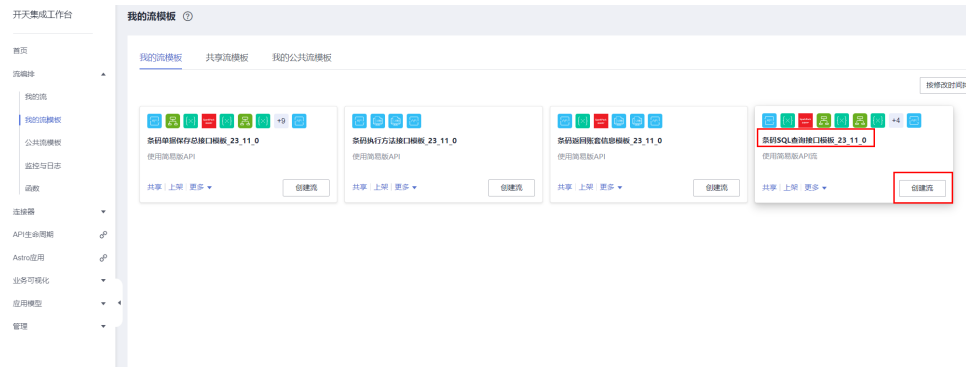 开天集成工作台
首页
流编排
我的流
我的流模板
公共流模板
监控与日志
函数
连接器
API生命周期
Astro应用
业务可视化
应用模型
管理
我的流模板
我的流模板 共享流模板 我的公共流模板
按修改时间
+9
条码单据保存总接口模板_23_11_0
使用简易版API
共享 上架 更多 创建流
条码执行方法接口模板_23_11_0
使用简易版API
共享 上架 更多 创建流
条码返回账套信息模板_23_11_0
使用简易版API
共享 上架 更多 创建流
+4
条码SQL查询接口模板_23_11_0
使用简易版API流
共享 上架 更多 创建流